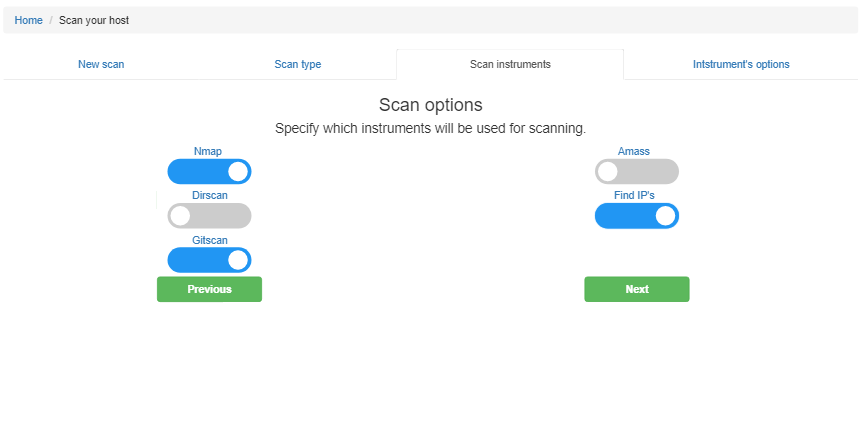 Home / Scan your host
New scan Scan type Scan instruments Intstrument's options
Scan options
Specify which instruments will be used for scanning.
Nmap Amass
Dirscan Find IP's
Gitscan
Previous Next